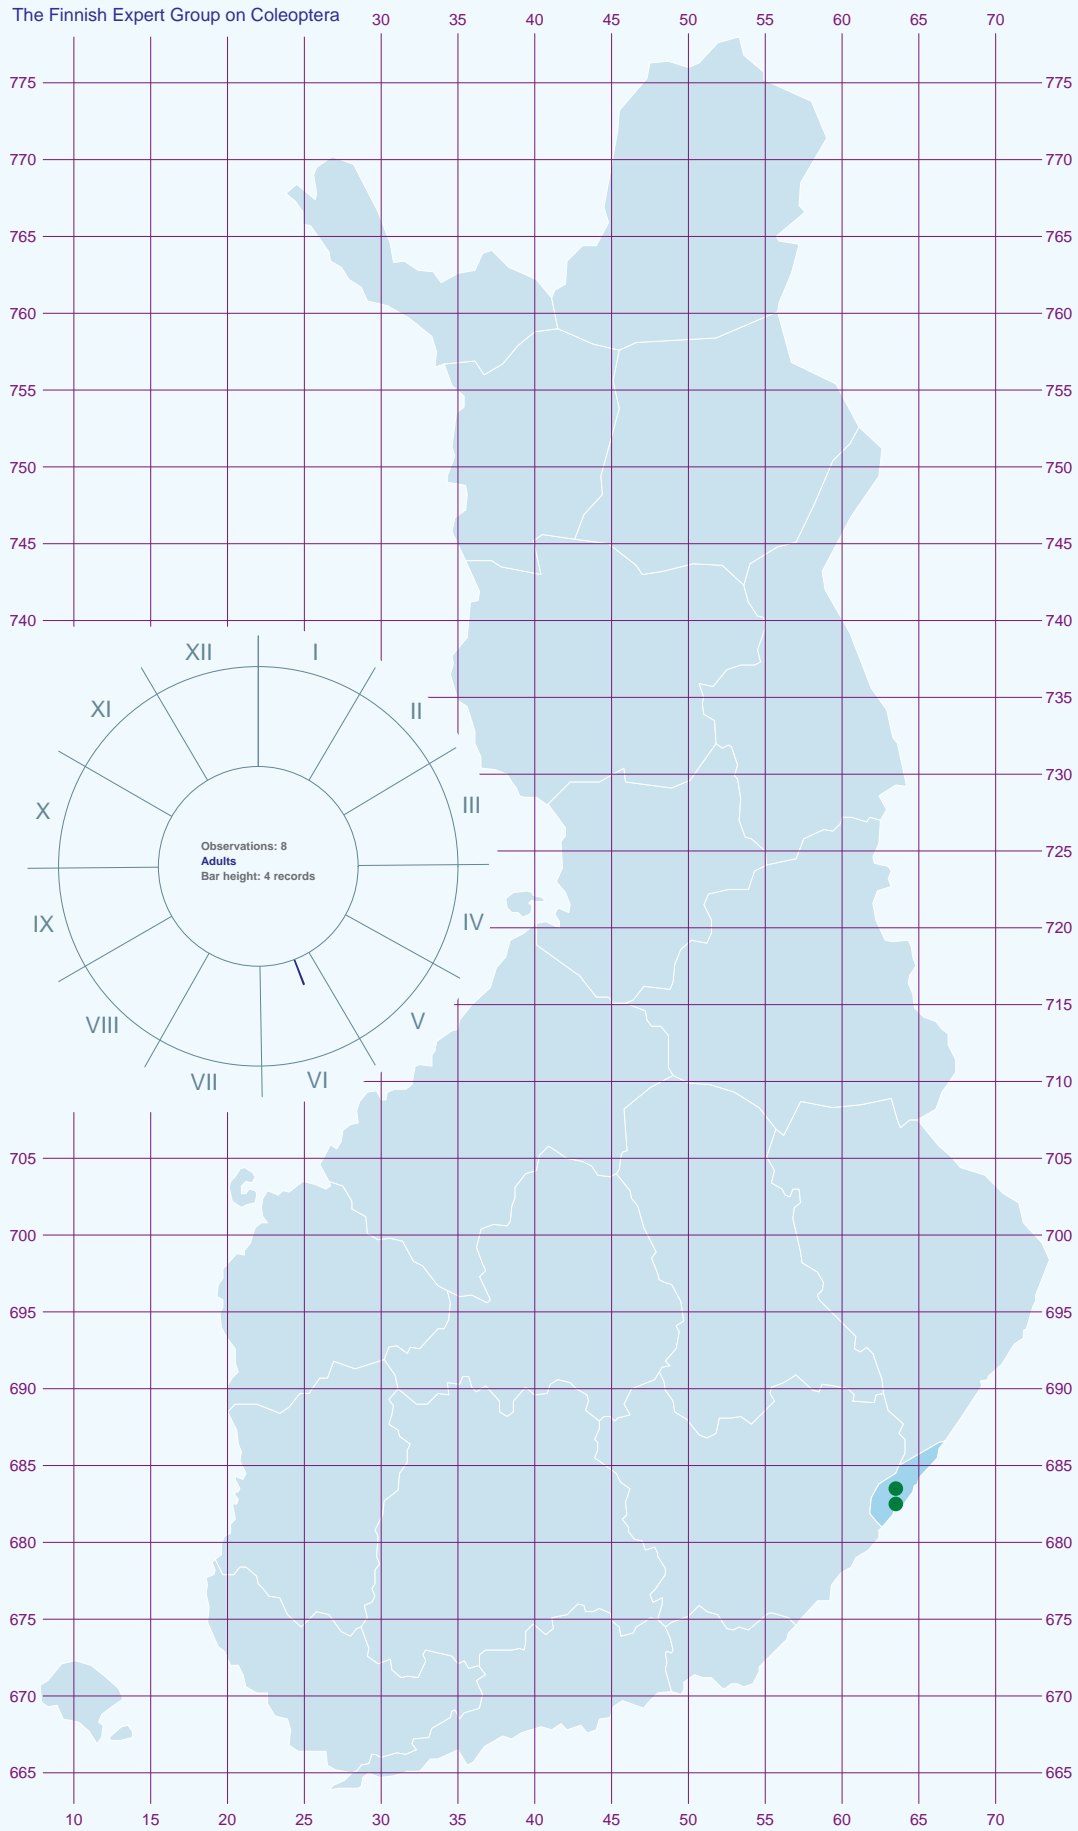 The Finnish Expert Group on Coleoptera
30 35 40 45 50 55 60 65 70
775 775
770 770
765 765
760 760
755 755
750 750
745 745
740 740
XII I
XI II
735
730
X III
725
Observations: 8
Adults
Bar height: 4 records
IX IV
720
715
VIII V
VII VI
710
705 705
700 700
695 695
690 690
685 685
680 680
675 675
670 670
665 665
10 15 20 25 30 35 40 45 50 55 60 65 70